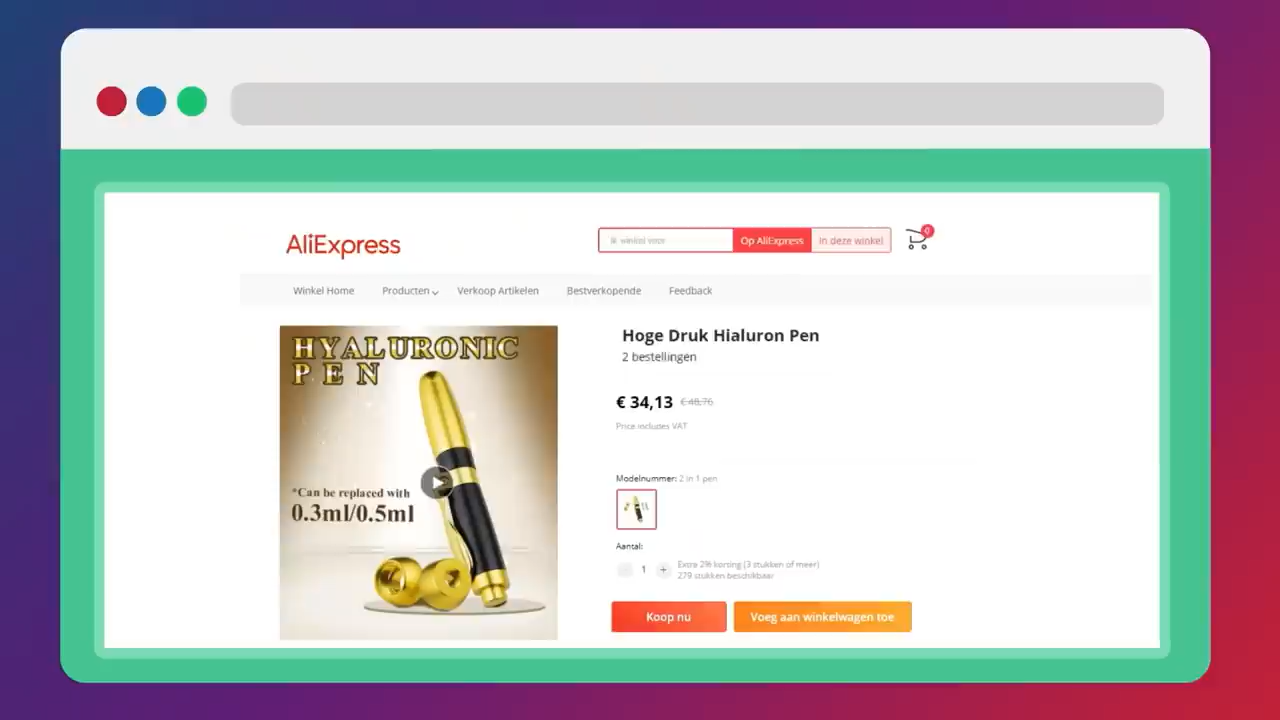 AliExpress
Ik winkel voor
Op AliExpress
In deze winkel
0
Winkel Home
Producten
Verkoop Artikelen
Bestverkopende
Feedback
HYALURONIC
PEN
*Can be replaced with
0.3ml/0.5ml
Hoge Druk Hialuron Pen
2 bestellingen
€ 34,13 € 48,76
Price includes VAT
Modelnummer: 2 in 1 pen
Aantal:
- 1 +
Extra 2% korting (3 stukken of meer)
279 stukken beschikbaar
Koop nu
Voeg aan winkelwagen toe